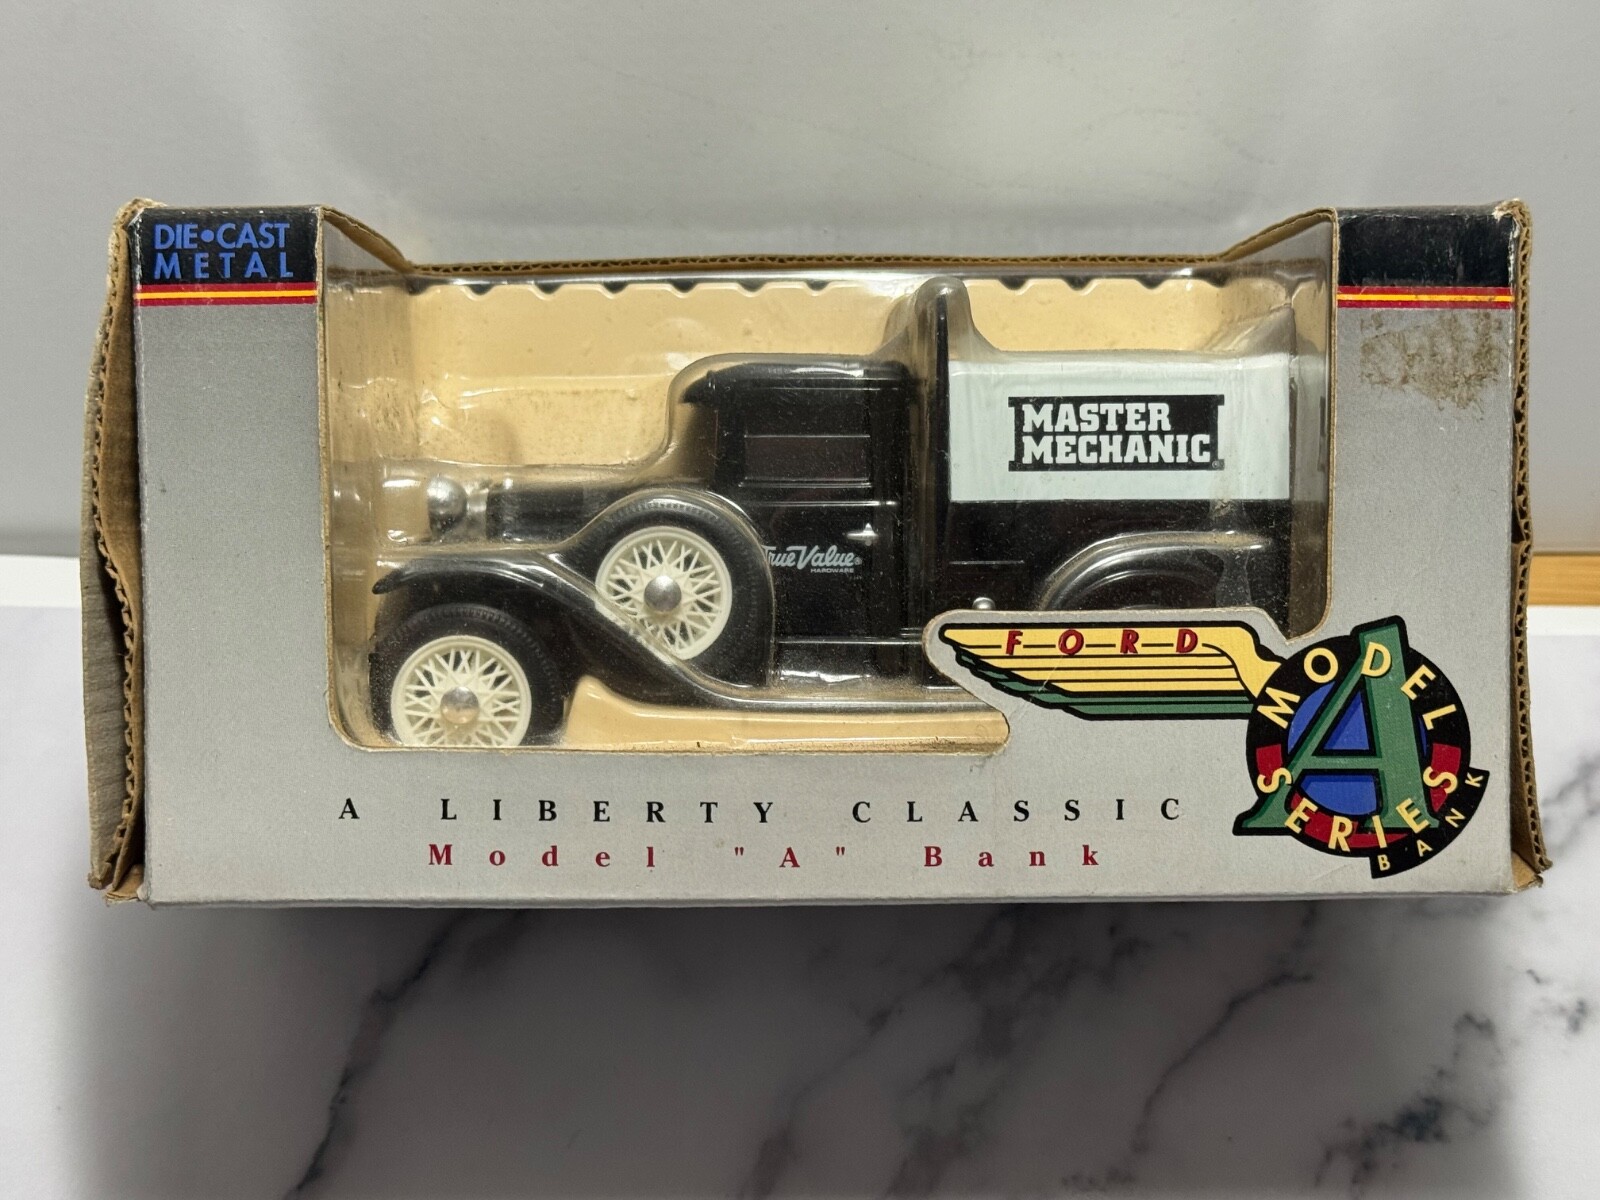 DIE•CAST
METAL
MASTER
MECHANIC®
True Value®
HARDWARE
FORD
MODEL
A
SERIES
BANK
A LIBERTY CLASSIC
Model "A" Bank